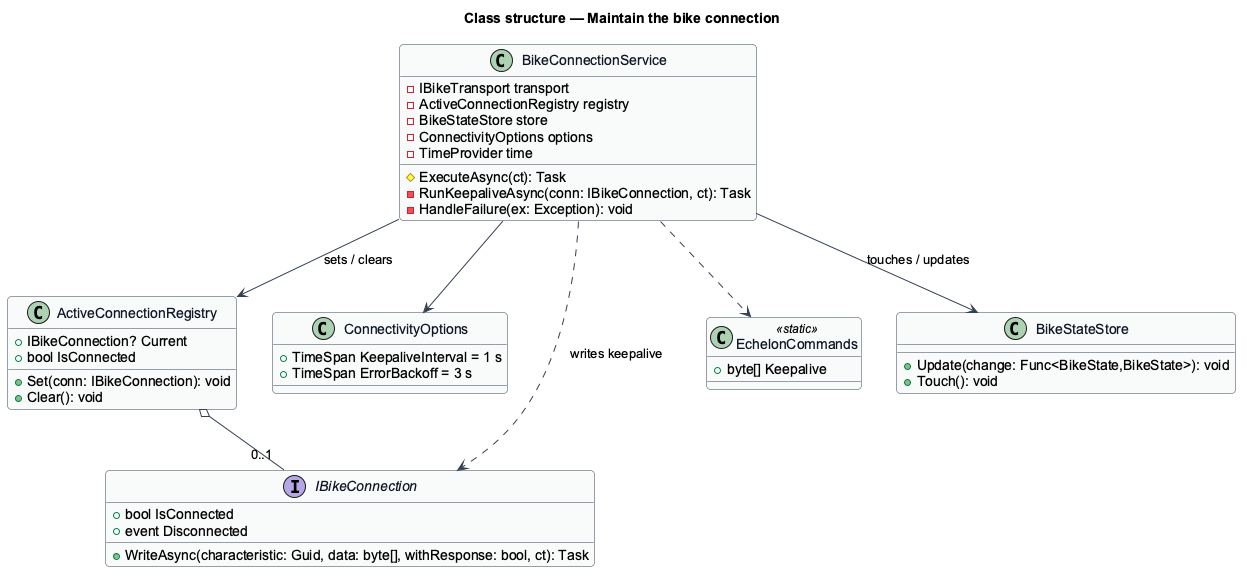 Class structure — Maintain the bike connection
C BikeConnectionService
IBikeTransport transport
ActiveConnectionRegistry registry
BikeStateStore store
ConnectivityOptions options
TimeProvider time
ExecuteAsync(ct): Task
RunKeepaliveAsync(conn: IBikeConnection, ct): Task
HandleFailure(ex: Exception): void
sets / clears
touches / updates
C ActiveConnectionRegistry
IBikeConnection? Current
bool IsConnected
Set(conn: IBikeConnection): void
Clear(): void
C ConnectivityOptions
TimeSpan KeepaliveInterval = 1 s
TimeSpan ErrorBackoff = 3 s
writes keepalive
C «static»
EchelonCommands
byte[] Keepalive
C BikeStateStore
Update(change: Func<BikeState,BikeState>): void
Touch(): void
0..1
I IBikeConnection
bool IsConnected
event Disconnected
WriteAsync(characteristic: Guid, data: byte[], withResponse: bool, ct): Task